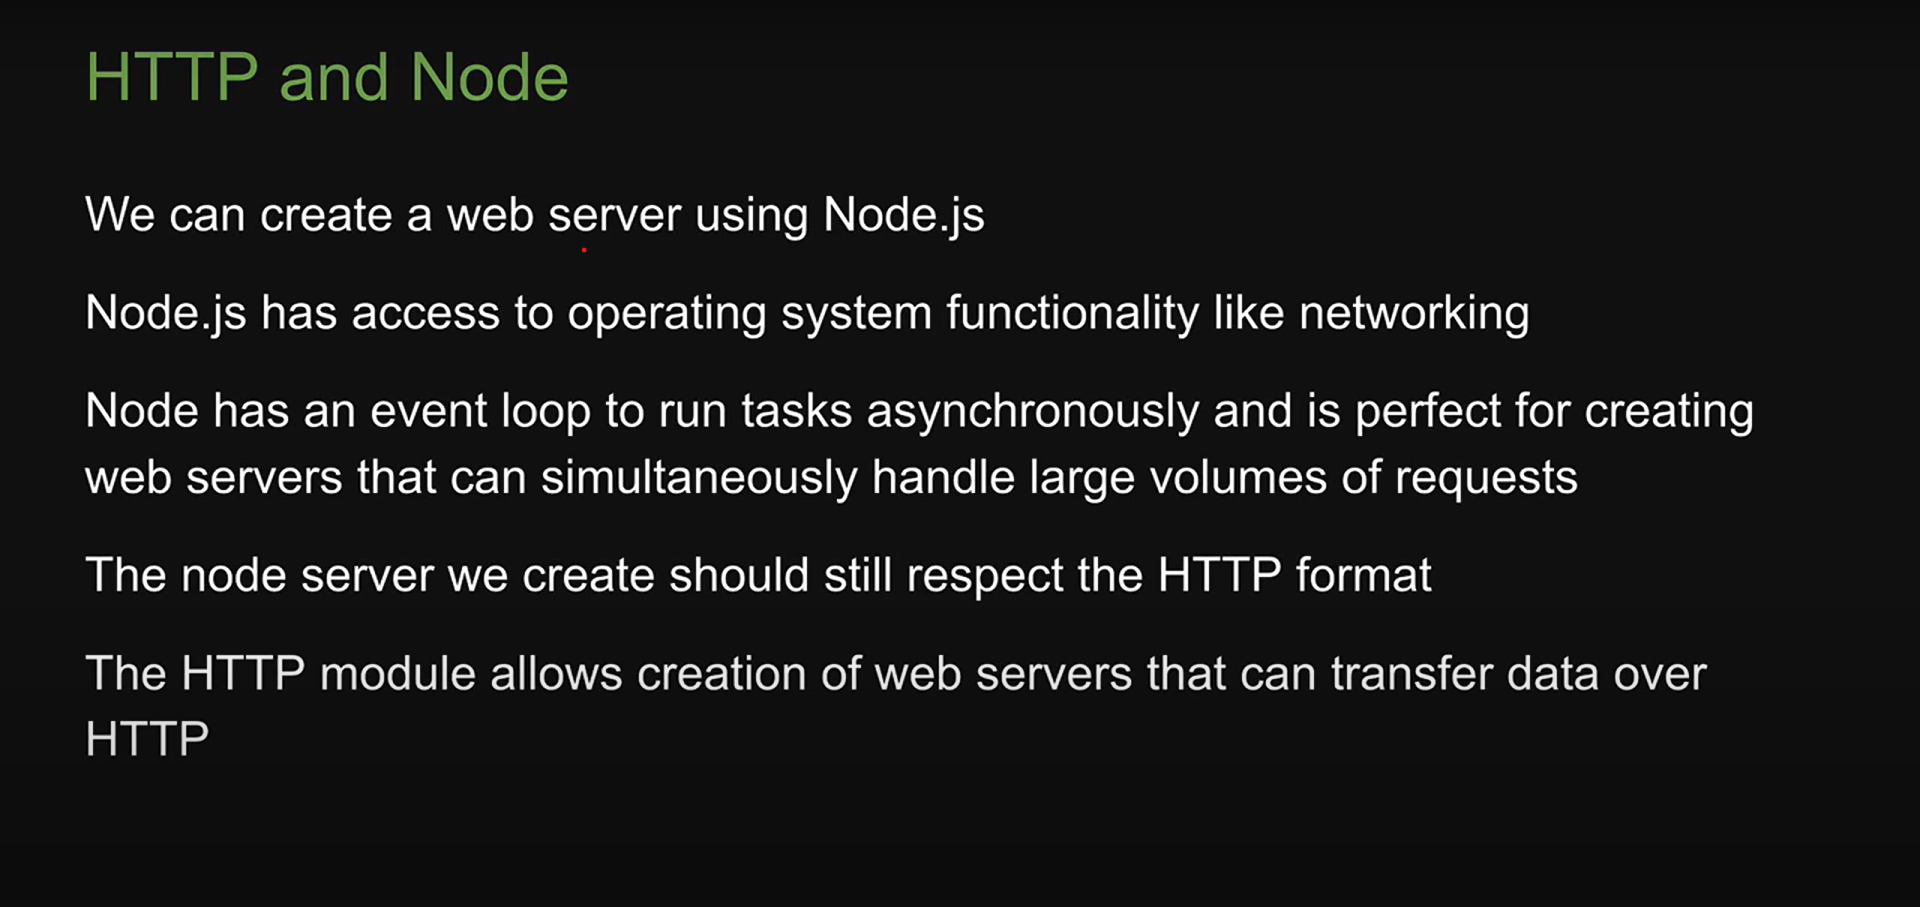 HTTP and Node
We can create a web server using Node.js
Node.js has access to operating system functionality like networking
Node has an event loop to run tasks asynchronously and is perfect for creating
web servers that can simultaneously handle large volumes of requests
The node server we create should still respect the HTTP format
The HTTP module allows creation of web servers that can transfer data over
HTTP